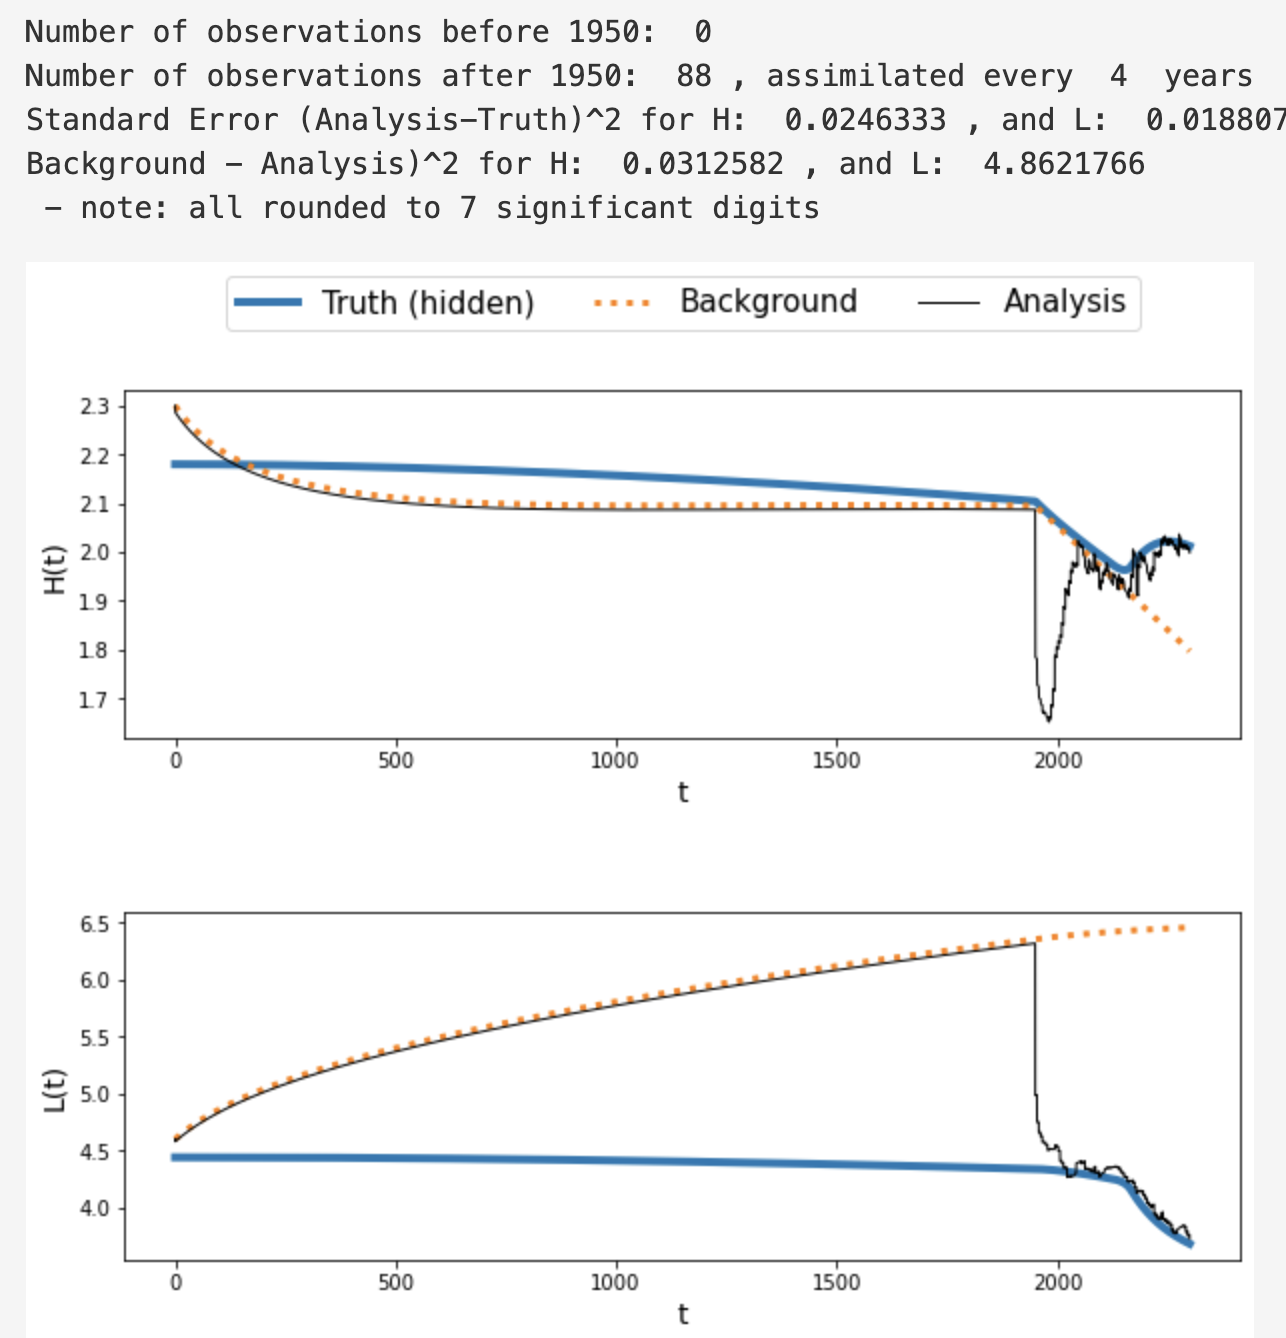 Number of observations before 1950:  0
Number of observations after 1950:  88 , assimilated every  4  years
Standard Error (Analysis-Truth)^2 for H:  0.0246333 , and L:  0.018807
Background - Analysis)^2 for H:  0.0312582 , and L:  4.8621766
 - note: all rounded to 7 significant digits
Truth (hidden) Background Analysis
2.3
2.2
2.1
2.0
1.9
1.8
1.7
H(t)
0 500 1000 1500 2000
t
6.5
6.0
5.5
5.0
4.5
4.0
L(t)
0 500 1000 1500 2000
t